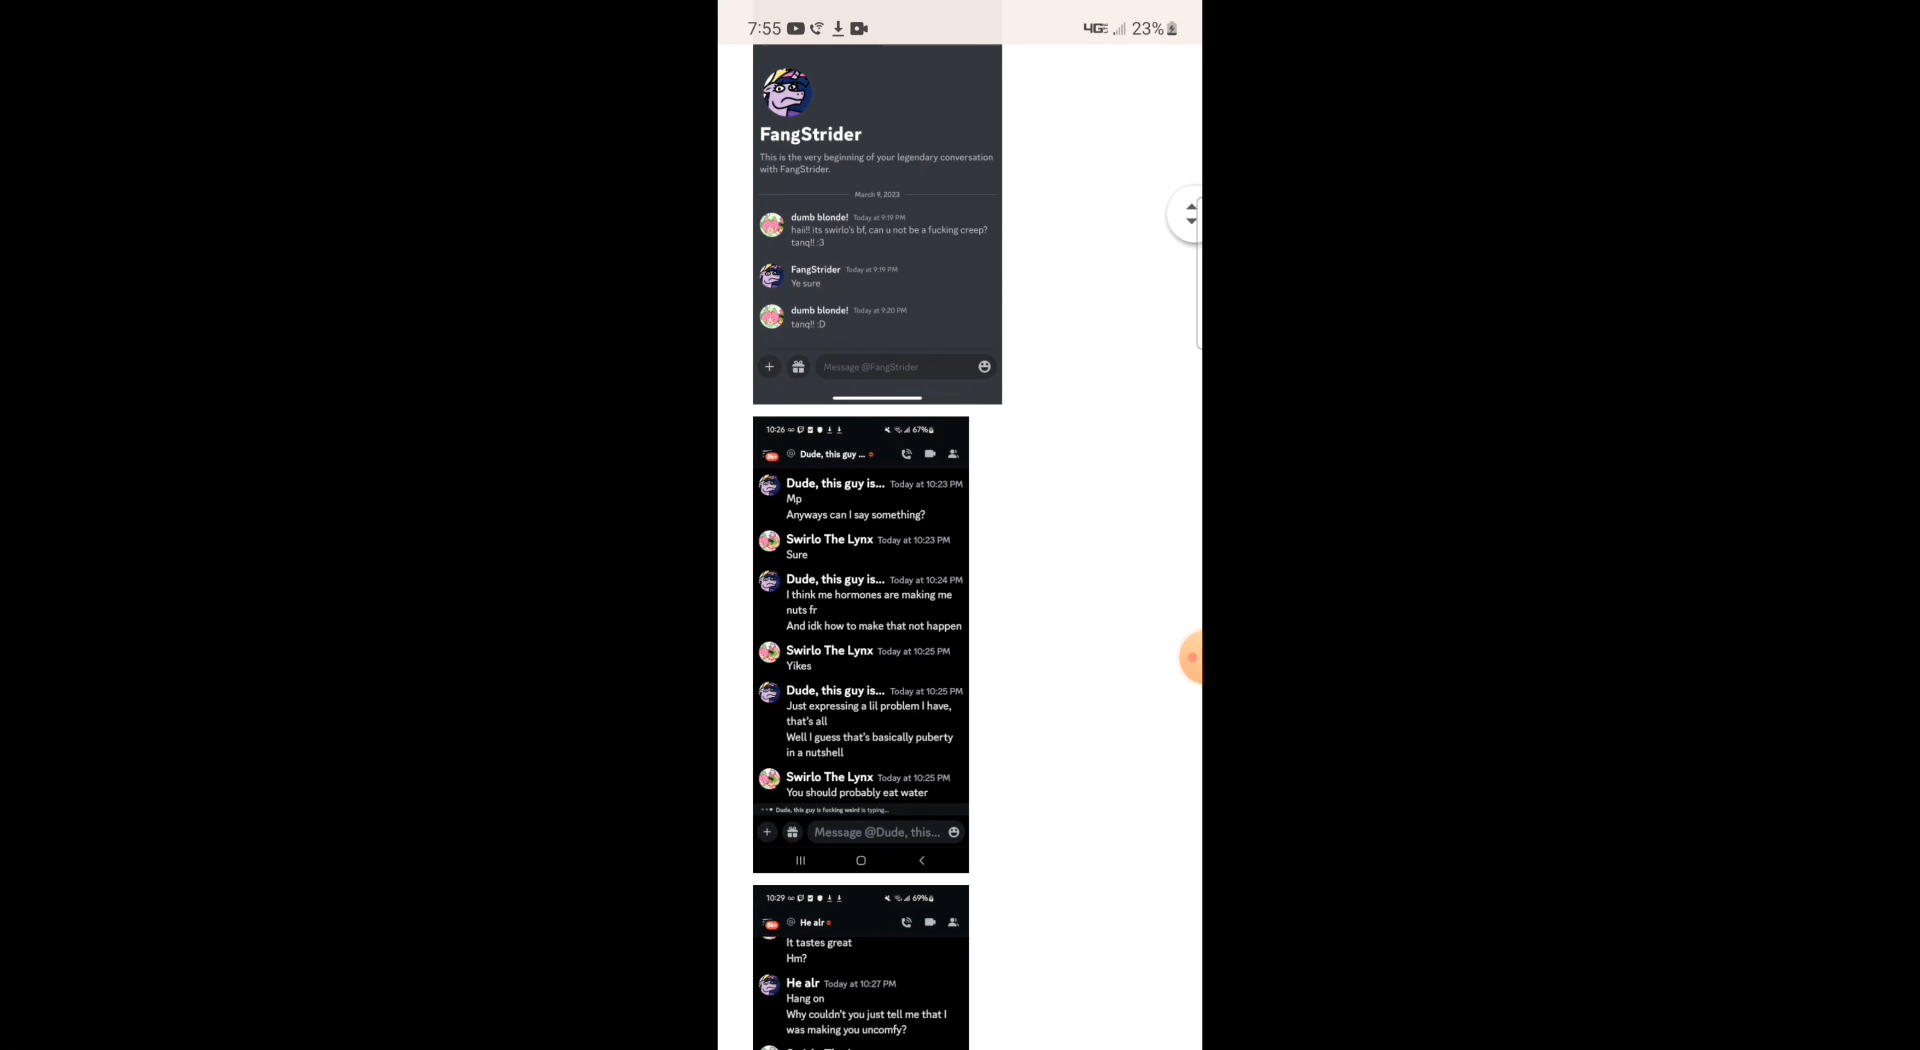 7:55 4G 23%
FangStrider
This is the very beginning of your legendary conversation
with FangStrider.
March 9, 2023
dumb blonde! Today at 9:19 PM
haii!! its swirlo's bf, can u not be a fucking creep?
tanq!! :3
FangStrider Today at 9:19 PM
Ye sure
dumb blonde! Today at 9:20 PM
tanq!! :D
Message @FangStrider
10:26 67%
@ Dude, this guy ...
Dude, this guy is... Today at 10:23 PM
Mp
Anyways can I say something?
Swirlo The Lynx Today at 10:23 PM
Sure
Dude, this guy is... Today at 10:24 PM
I think me hormones are making me
nuts fr
And idk how to make that not happen
Swirlo The Lynx Today at 10:25 PM
Yikes
Dude, this guy is... Today at 10:25 PM
Just expressing a lil problem I have,
that's all
Well I guess that's basically puberty
in a nutshell
Swirlo The Lynx Today at 10:25 PM
You should probably eat water
Dude, this guy is fucking weird is typing...
Message @Dude, this...
10:29 69%
@ He alr
It tastes great
Hm?
He alr Today at 10:27 PM
Hang on
Why couldn't you just tell me that I
was making you uncomfy?